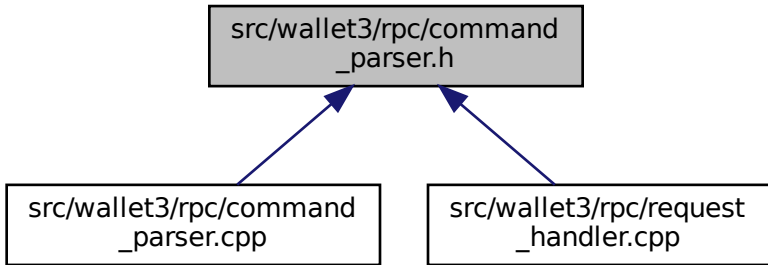 src/wallet3/rpc/command
_parser.h
src/wallet3/rpc/command
_parser.cpp
src/wallet3/rpc/request
_handler.cpp